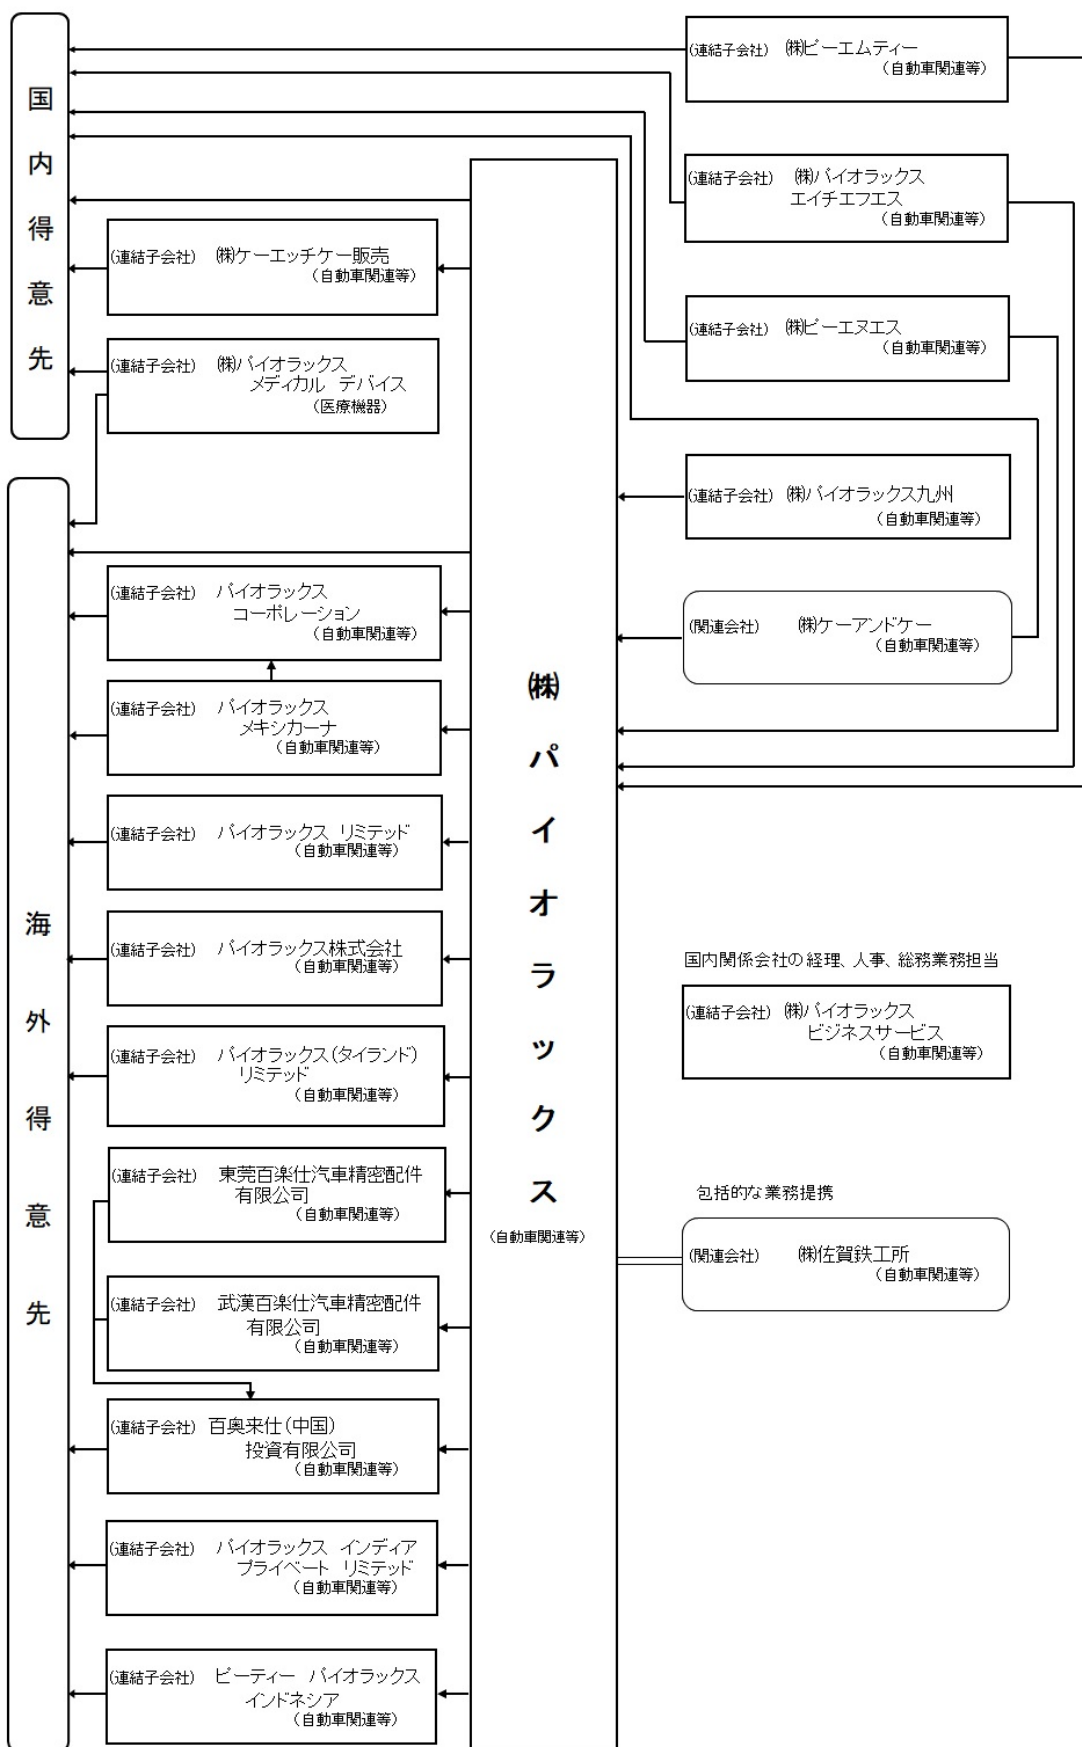 国内得意先
(連結子会社) ㈱ピーエムティー
(自動車関連等)
(連結子会社) ㈱パイオラックス
エイチエフエス
(自動車関連等)
(連結子会社) ㈱ケーエッチケー販売
(自動車関連等)
(連結子会社) ㈱ピーエヌエス
(自動車関連等)
(連結子会社) ㈱パイオラックス
メディカル デバイス
(医療機器)
(連結子会社) ㈱パイオラックス九州
(自動車関連等)
(関連会社) ㈱ケーアンドケー
(自動車関連等)
海外得意先
(連結子会社) パイオラックス
コーポレーション
(自動車関連等)
(連結子会社) パイオラックス
メキシカーナ
(自動車関連等)
(連結子会社) パイオラックス リミテッド
(自動車関連等)
(連結子会社) パイオラックス株式会社
(自動車関連等)
(連結子会社) パイオラックス(タイランド)
リミテッド
(自動車関連等)
(連結子会社) 東莞百楽仕汽車精密配件
有限公司
(自動車関連等)
(連結子会社) 武漢百楽仕汽車精密配件
有限公司
(自動車関連等)
(連結子会社) 百奥来仕(中国)
投資有限公司
(自動車関連等)
(連結子会社) パイオラックス インディア
プライベート リミテッド
(自動車関連等)
(連結子会社) ピーティー パイオラックス
インドネシア
(自動車関連等)
㈱パイオラックス
(自動車関連等)
国内関係会社の経理、人事、総務業務担当
(連結子会社) ㈱パイオラックス
ビジネスサービス
(自動車関連等)
包括的な業務提携
(関連会社) ㈱佐賀鉄工所
(自動車関連等)